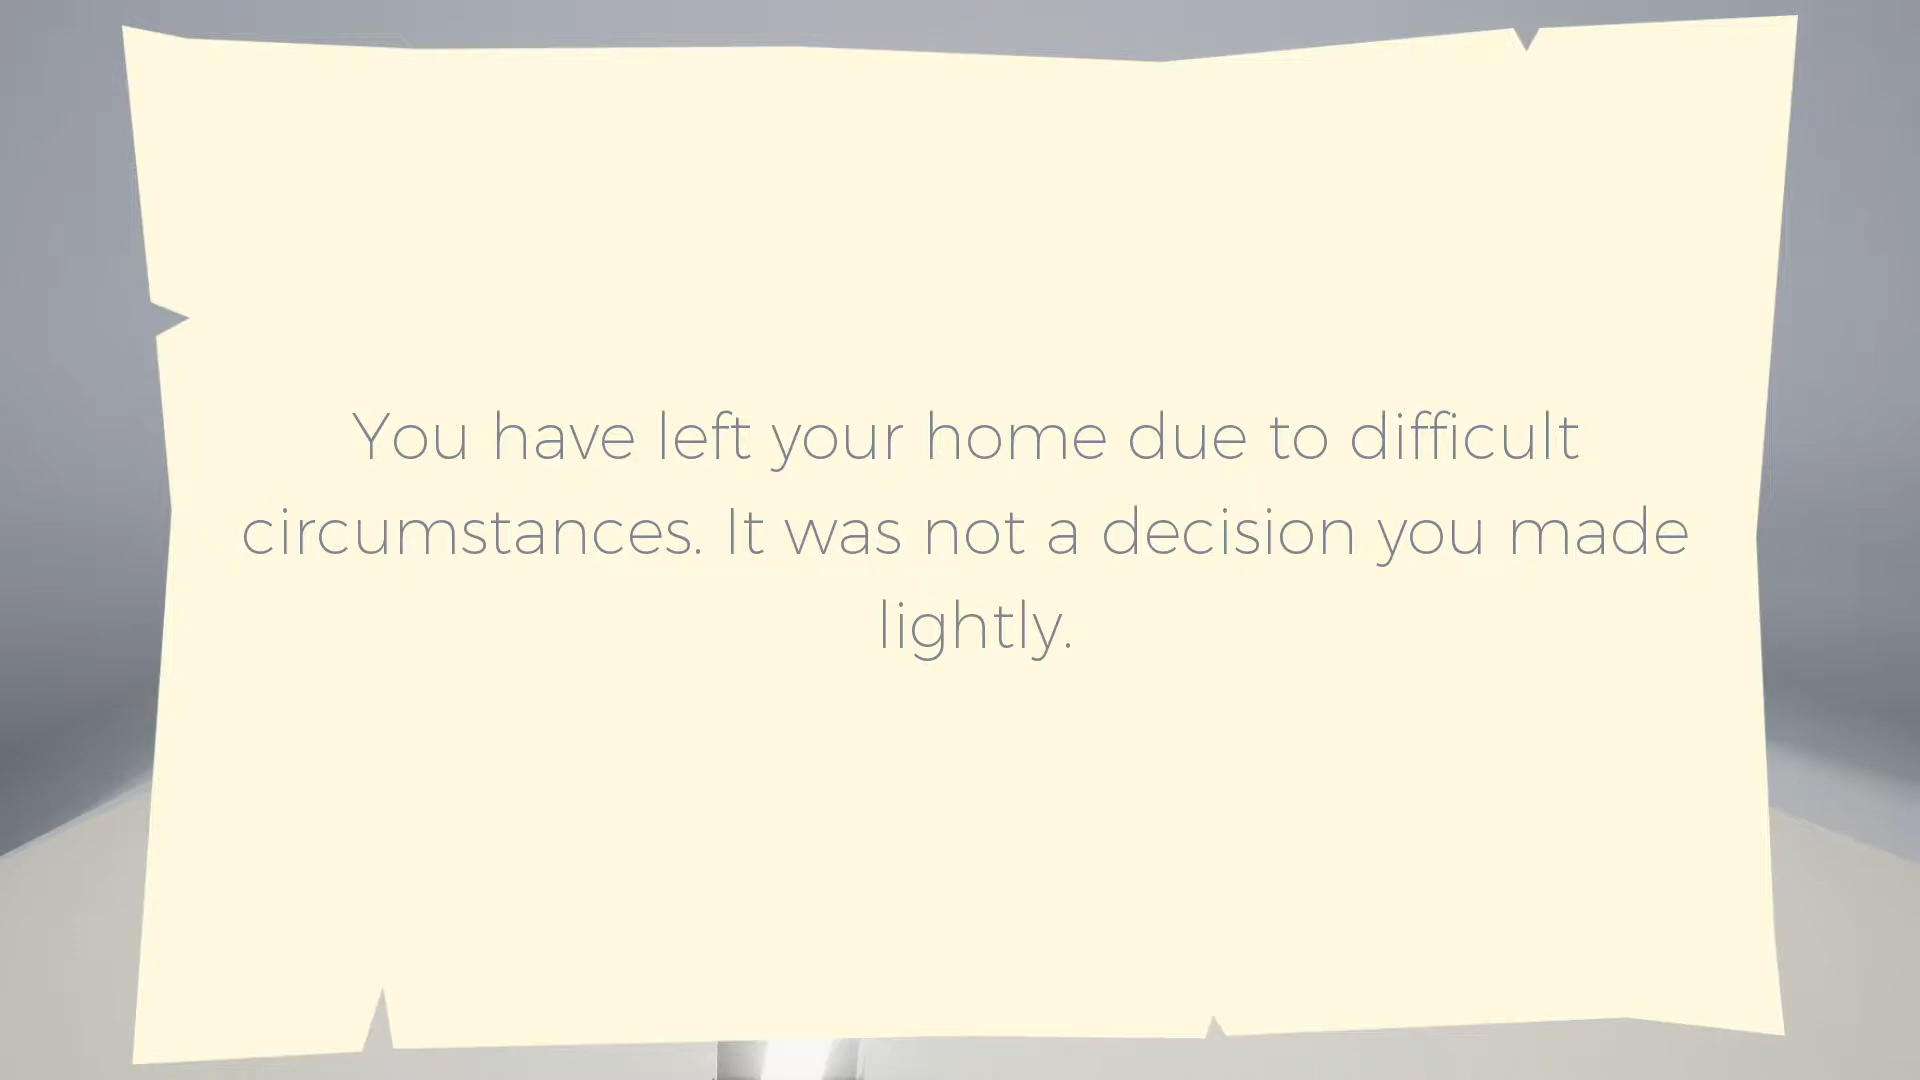 You have left your home due to difficult
circumstances. It was not a decision you made
lightly.